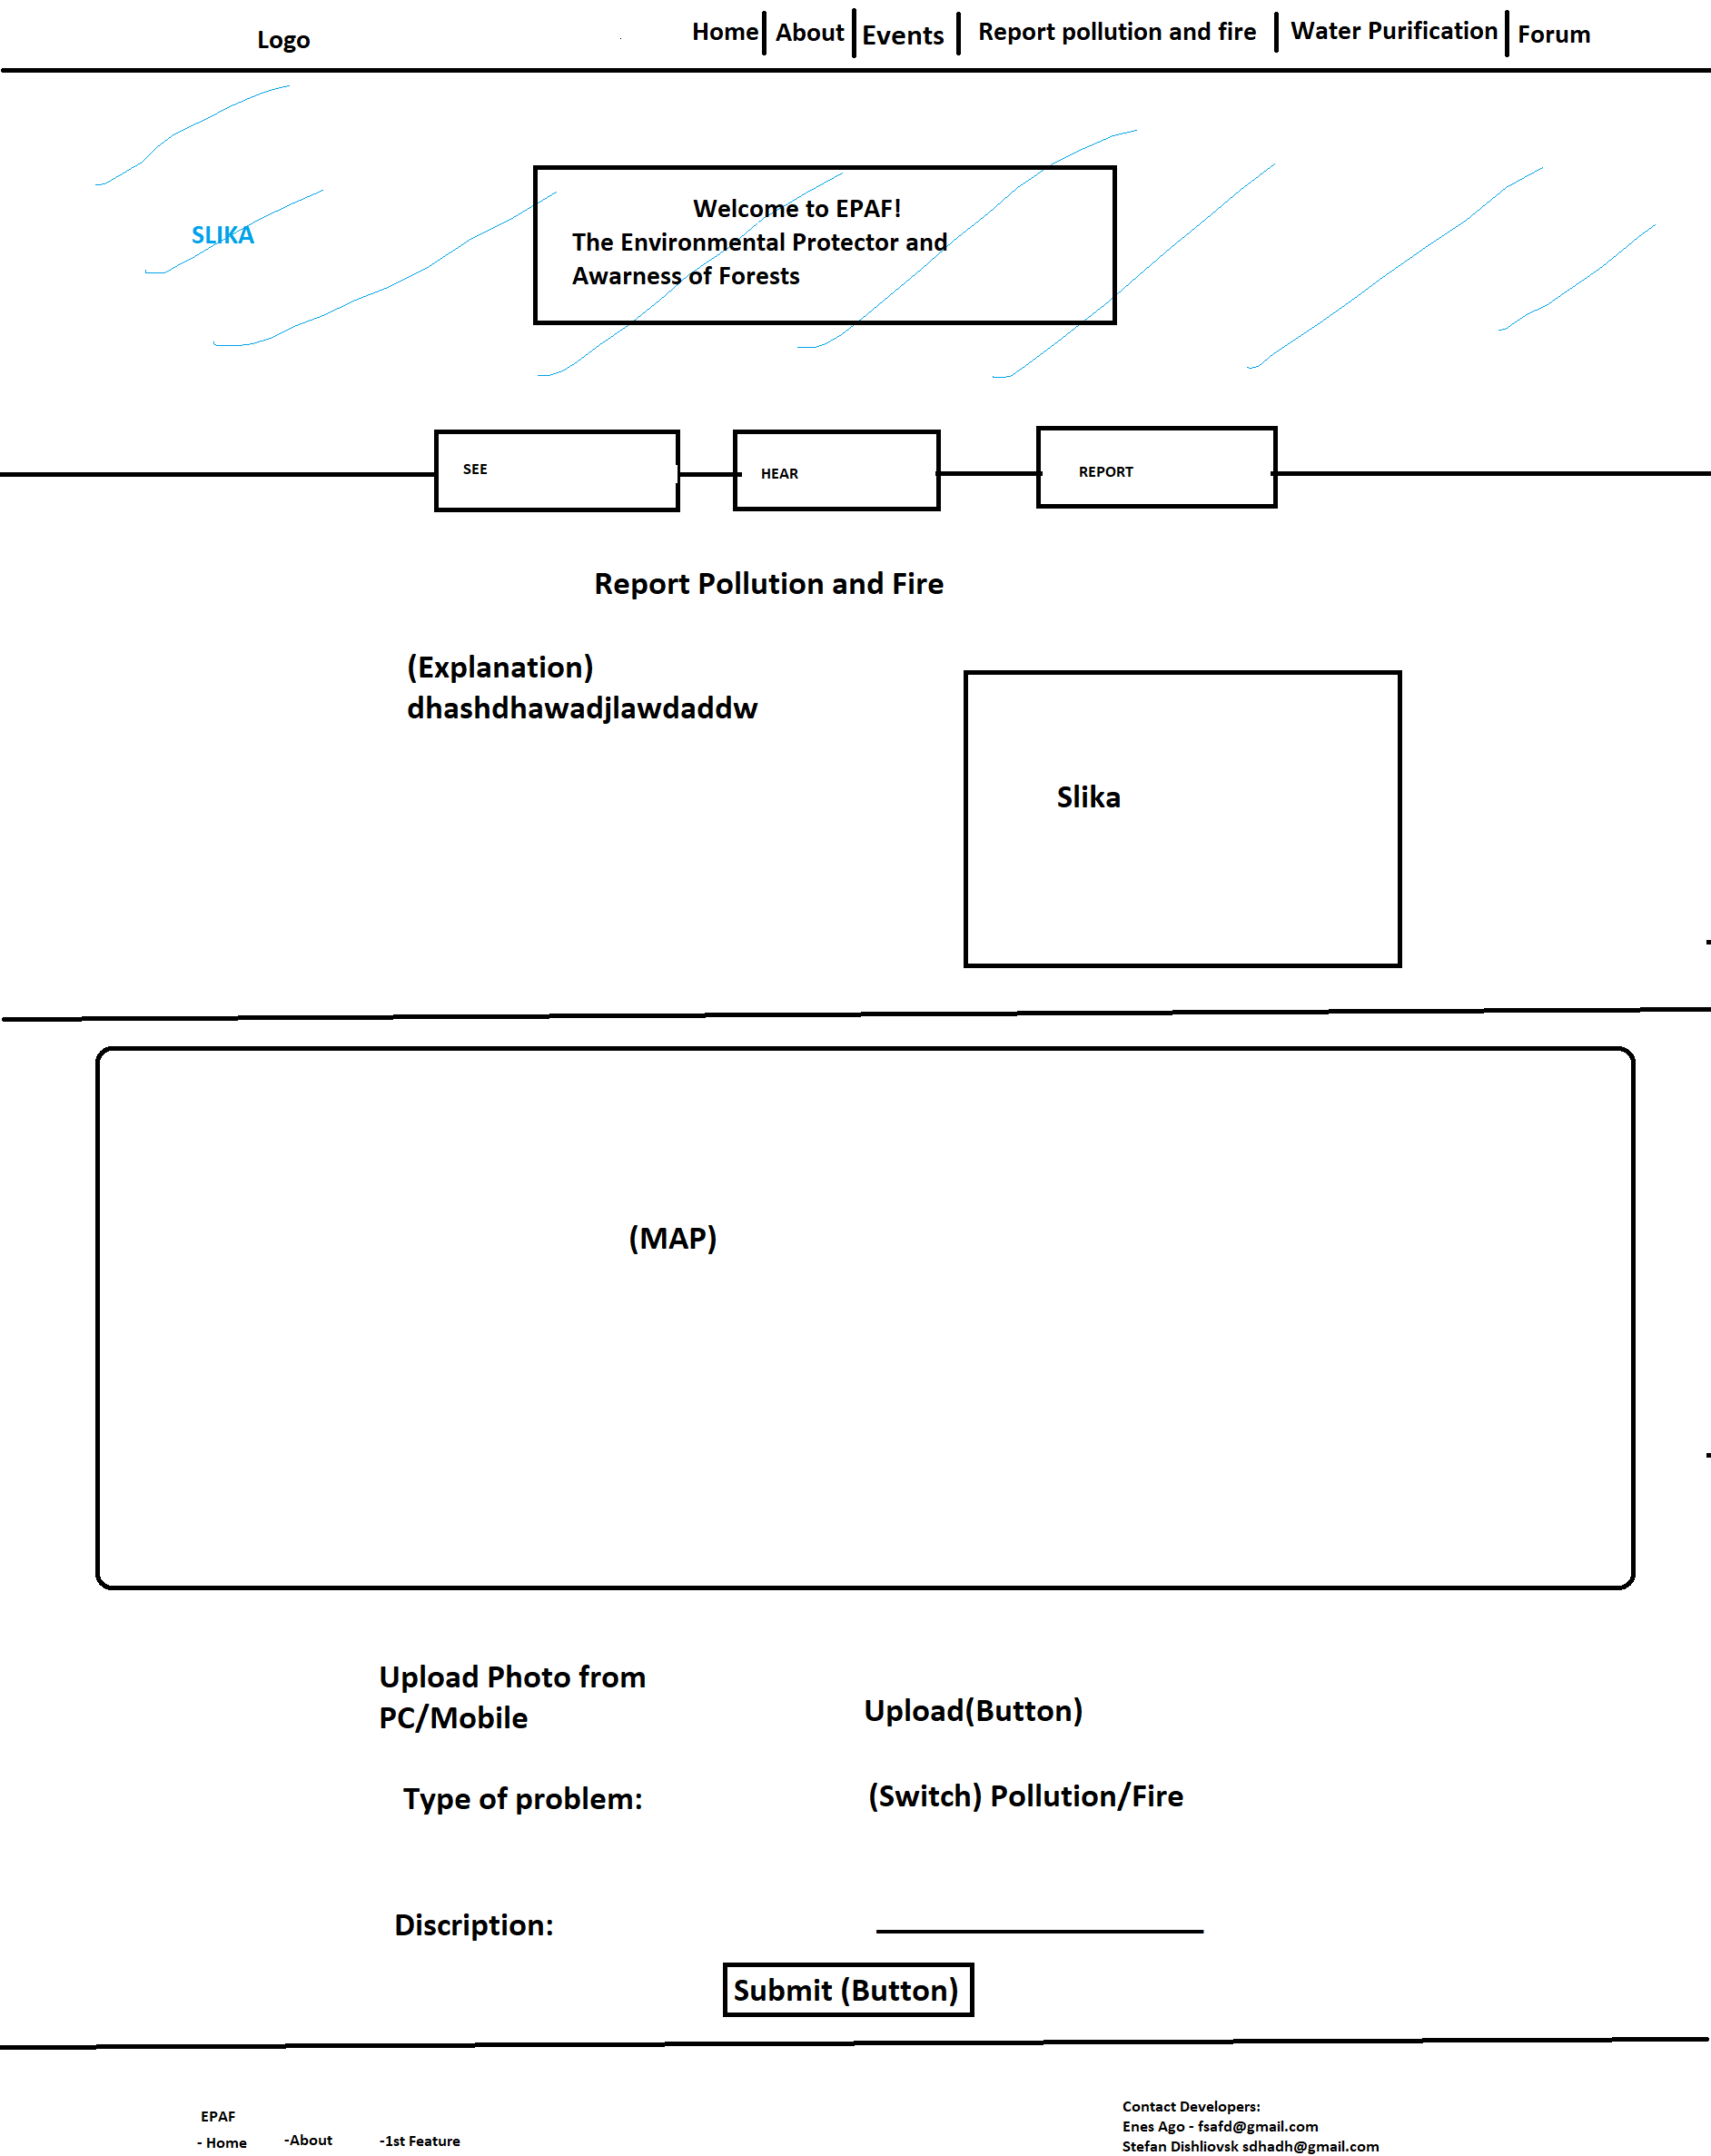 Logo
Home
About
Events
Report pollution and fire
Water Purification
Forum
SLIKA
Welcome to EPAF!
The Environmental Protector and
Awarness of Forests
SEE
HEAR
REPORT
Report Pollution and Fire
(Explanation)
dhashdhawadjlawdaddw
Slika
(MAP)
Upload Photo from
PC/Mobile
Upload(Button)
Type of problem:
(Switch) Pollution/Fire
Discription:
Submit (Button)
EPAF
- Home
-About
-1st Feature
Contact Developers:
Enes Ago - fsafd@gmail.com
Stefan Dishliovsk sdhadh@gmail.com